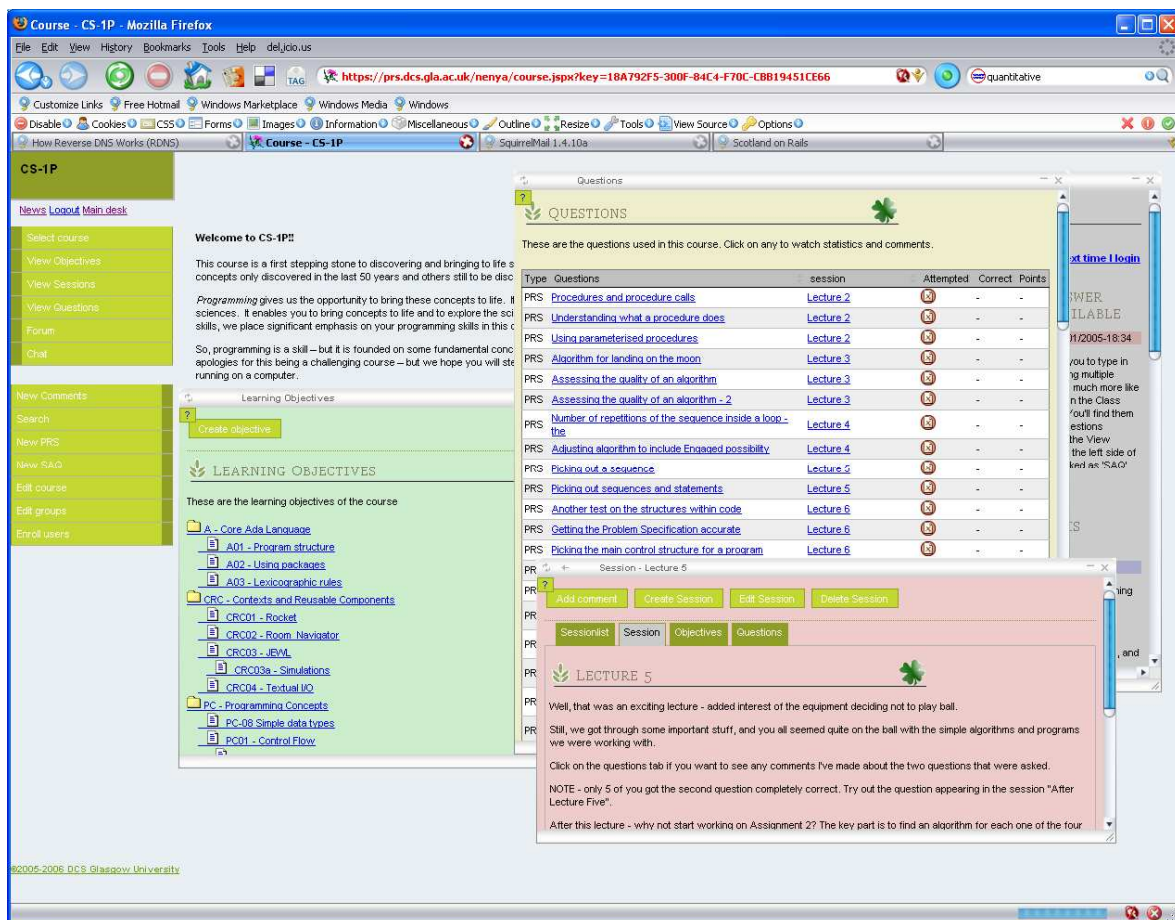 Course - CS-1P - Mozilla Firefox
File Edit View History Bookmarks Tools Help del.icio.us
TAG
https://prs.dcs.gla.ac.uk/nenya/course.jspx?key=18A792F5-300F-84C4-F70C-CBB19451CE66
quantitative
Customize Links Free Hotmail Windows Marketplace Windows Media Windows
Disable Cookies CSS Forms Images Information Miscellaneous Outline Resize Tools View Source Options
How Reverse DNS Works (RDNS) Course - CS-1P SquirrelMail 1.4.10a Scotland on Rails
CS-1P
News Logout Main desk
Select course
View Objectives
View Sessions
View Questions
Forum
Chat
New Comments
Search
New PRS
New SAQ
Edit course
Edit groups
Enroll users
Welcome to CS-1P!!
This course is a first stepping stone to discovering and bringing to life s
concepts only discovered in the last 50 years and others still to be disc
Programming gives us the opportunity to bring these concepts to life. It
sciences. It enables you to bring concepts to life and to explore the sci
skills, we place significant emphasis on your programming skills in this c
So, programming is a skill – but it is founded on some fundamental conc
apologies for this being a challenging course – but we hope you will ste
running on a computer.
Learning Objectives
?
Create objective
LEARNING OBJECTIVES
These are the learning objectives of the course
A - Core Ada Language
A01 - Program structure
A02 - Using packages
A03 - Lexicographic rules
CRC - Contexts and Reusable Components
CRC01 - Rocket
CRC02 - Room Navigator
CRC03 - JEWL
CRC03a - Simulations
CRC04 - Textual I/O
PC - Programming Concepts
PC-08 Simple data types
PC01 - Control Flow
Questions
?
QUESTIONS
These are the questions used in this course. Click on any to watch statistics and comments.
Type Questions session Attempted Correct Points
PRS Procedures and procedure calls Lecture 2 - -
PRS Understanding what a procedure does Lecture 2 - -
PRS Using parameterised procedures Lecture 2 - -
PRS Algorithm for landing on the moon Lecture 3 - -
PRS Assessing the quality of an algorithm Lecture 3 - -
PRS Assessing the quality of an algorithm - 2 Lecture 3 - -
PRS Number of repetitions of the sequence inside a loop - the Lecture 4 - -
PRS Adjusting algorithm to include Engaged possibility Lecture 4 - -
PRS Picking out a sequence Lecture 5 - -
PRS Picking out sequences and statements Lecture 5 - -
PRS Another test on the structures within code Lecture 6 - -
PRS Getting the Problem Specification accurate Lecture 6 - -
PRS Picking the main control structure for a program Lecture 6 - -
PR
PR
PR
PR
PR
PR
PR
ext time I login
SWER
ILABLE
01/2005-18:34
you to type in
ng multiple
much more like
n the Class
You'll find them
estions
the View
the left side of
ked as 'SAQ'
S
ning
, and
Session - Lecture 5
?
Add comment Create Session Edit Session Delete Session
Sessionlist Session Objectives Questions
LECTURE 5
Well, that was an exciting lecture - added interest of the equipment deciding not to play ball.
Still, we got through some important stuff, and you all seemed quite on the ball with the simple algorithms and programs
we were working with.
Click on the questions tab if you want to see any comments I've made about the two questions that were asked.
NOTE - only 5 of you got the second question completely correct. Try out the question appearing in the session "After
Lecture Five".
After this lecture - why not start working on Assignment 2? The key part is to find an algorithm for each one of the four
©2005-2006 DCS Glasgow University